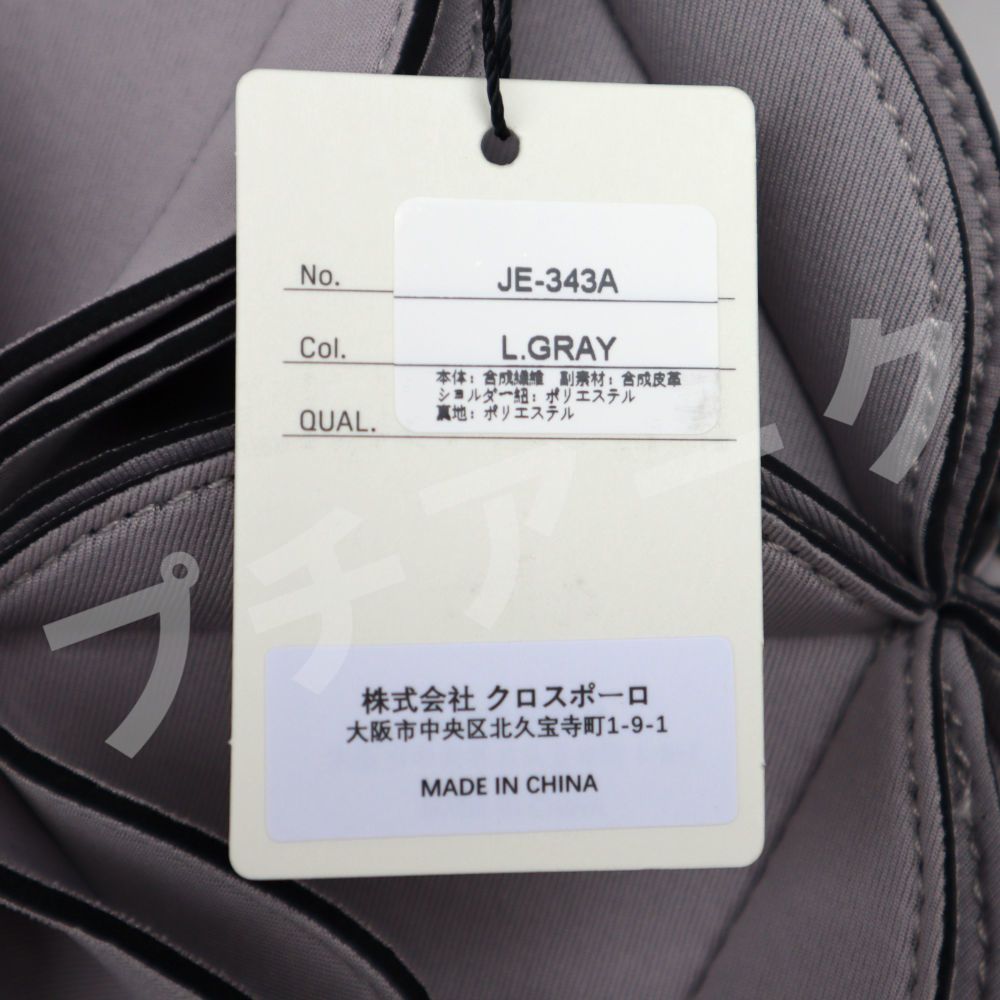 No. JE-343A
Col. L.GRAY
本体：合成繊維　副素材：合成皮革
ショルダー紐：ポリエステル
QUAL. 裏地：ポリエステル
プチアニーク
株式会社 クロスポーロ
大阪市中央区北久宝寺町1-9-1
MADE IN CHINA